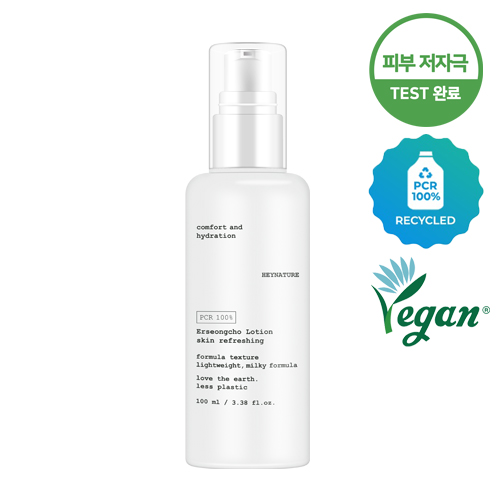 피부 저자극
TEST 완료
PCR
100%
RECYCLED
Vegan®
comfort and
hydration
HEYNATURE
PCR 100%
Erseongcho Lotion
skin refreshing
formula texture
lightweight, milky formula
love the earth.
less plastic
100 ml / 3.38 fl.oz.